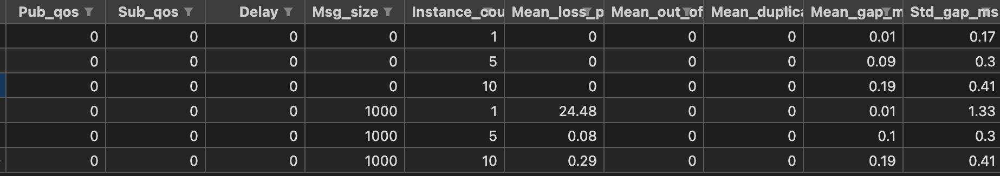 Pub_qos Sub_qos Delay Msg_size Instance_cou Mean_loss_p Mean_out_of_ Mean_duplica Mean_gap_m Std_gap_ms
0 0 0 0 1 0 0 0 0.01 0.17
0 0 0 0 5 0 0 0 0.09 0.3
0 0 0 0 10 0 0 0 0.19 0.41
0 0 0 1000 1 24.48 0 0 0.01 1.33
0 0 0 1000 5 0.08 0 0 0.1 0.3
0 0 0 1000 10 0.29 0 0 0.19 0.41